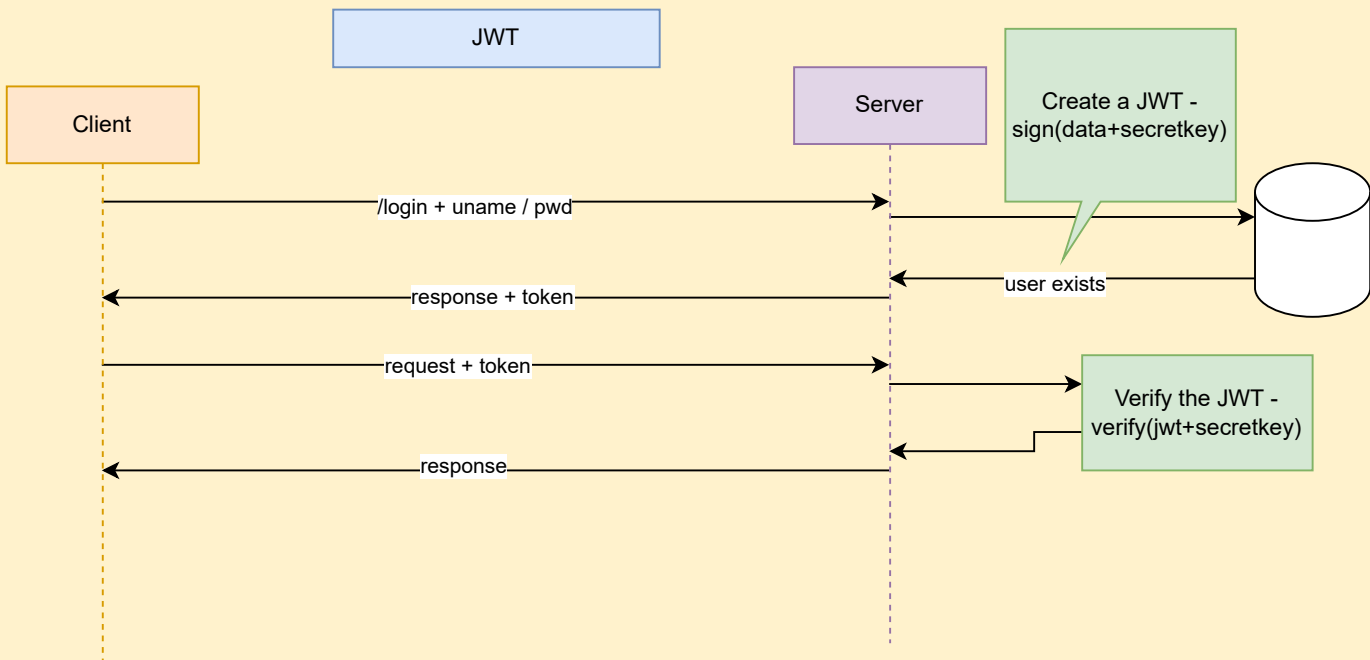 JWT
Client
Server
Create a JWT -
sign(data+secretkey)
/login + uname / pwd
user exists
response + token
request + token
Verify the JWT -
verify(jwt+secretkey)
response